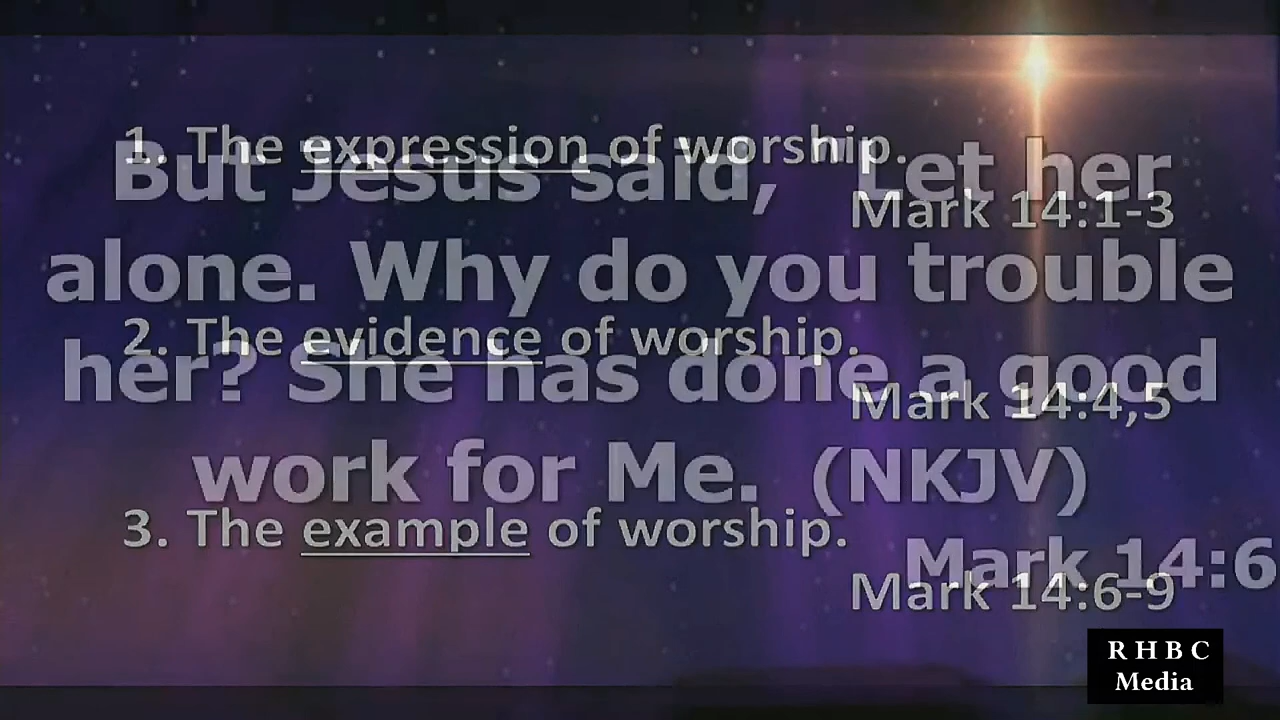 1. The expression of worship.
Mark 14:1-3
2. The evidence of worship.
Mark 14:4,5
3. The example of worship.
Mark 14:6-9
But Jesus said, "Let her
alone. Why do you trouble
her? She has done a good
work for Me. (NKJV)
Mark 14:6
R H B C
Media